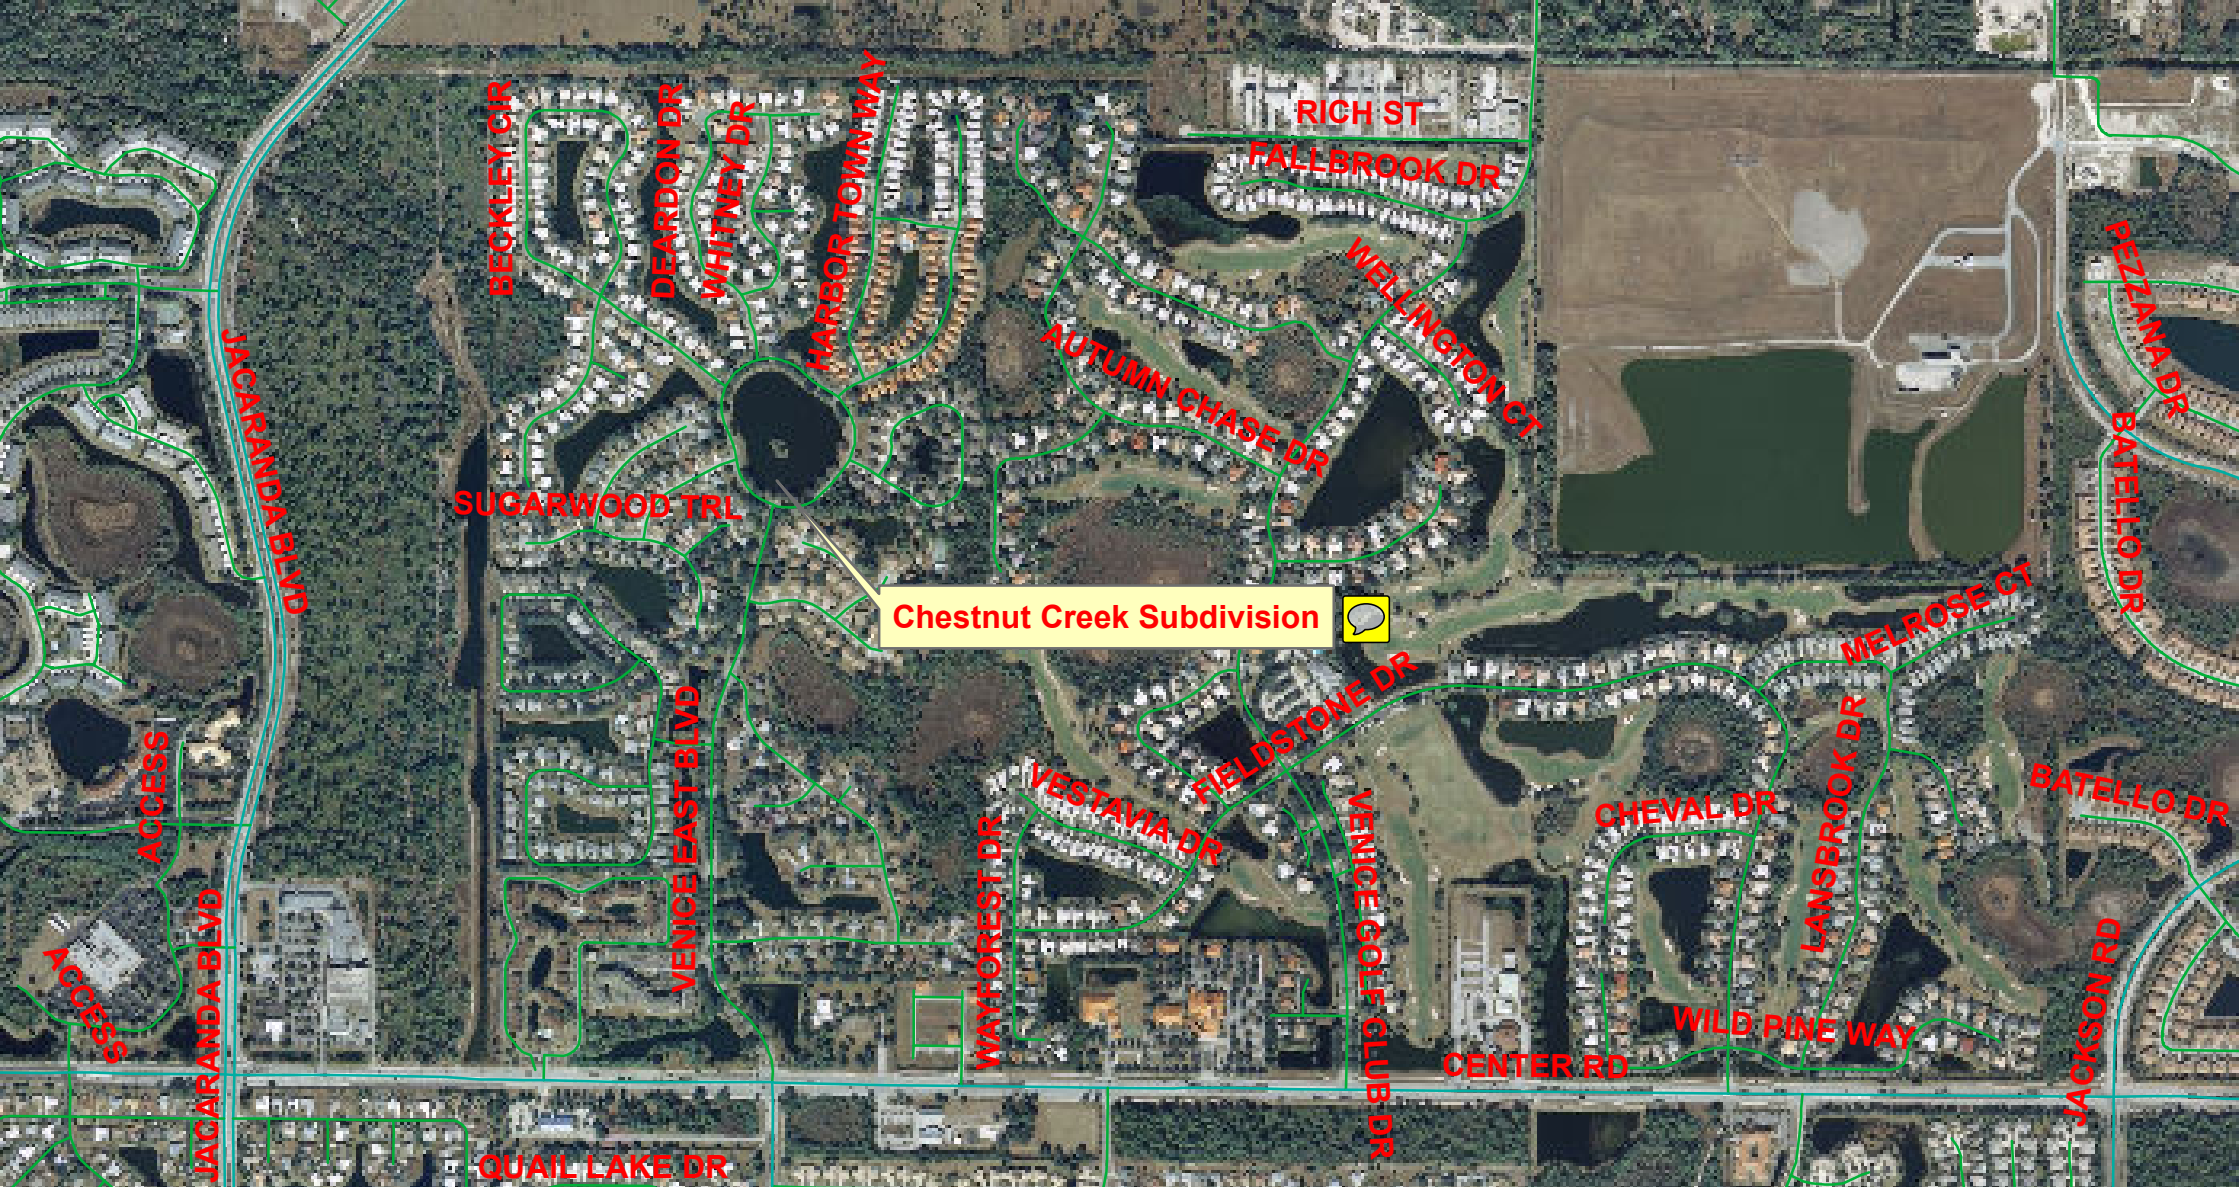 RICH ST
FALLBROOK DR
BECKLEY CIR
DEARDON DR
WHITNEY DR
HARBOR TOWN WAY
WELLINGTON CT
PEZZANA DR
JACARANDA BLVD
AUTUMN CHASE DR
BATELLO DR
SUGARWOOD TRL
Chestnut Creek Subdivision
MELROSE CT
FIELDSTONE DR
ACCESS
VENICE EAST BLVD
VESTAVIA DR
CHEVAL DR
LANSBROOK DR
BATELLO DR
WAYFOREST DR
VENICE GOLF CLUB DR
ACCESS
JACARANDA BLVD
WILD PINE WAY
JACKSON RD
CENTER RD
QUAIL LAKE DR